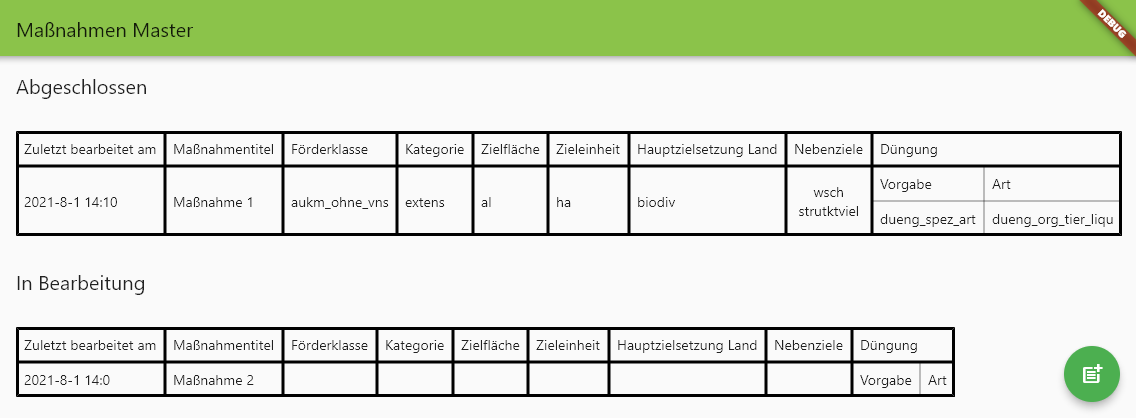 Maßnahmen Master
DEBUG
Abgeschlossen
Zuletzt bearbeitet am Maßnahmentitel Förderklasse Kategorie Zielfläche Zieleinheit Hauptzielsetzung Land Nebenziele Düngung
2021-8-1 14:10 Maßnahme 1 aukm_ohne_vns extens al ha biodiv wsch strutktviel Vorgabe Art
dueng_spez_art dueng_org_tier_liqu
In Bearbeitung
Zuletzt bearbeitet am Maßnahmentitel Förderklasse Kategorie Zielfläche Zieleinheit Hauptzielsetzung Land Nebenziele Düngung
2021-8-1 14:0 Maßnahme 2 Vorgabe Art